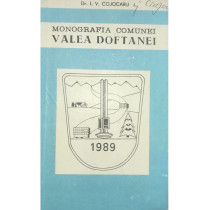 Dr. I. V. COJOCARU
MONOGRAFIA COMUNEI
VALEA DOFTANEI
1989